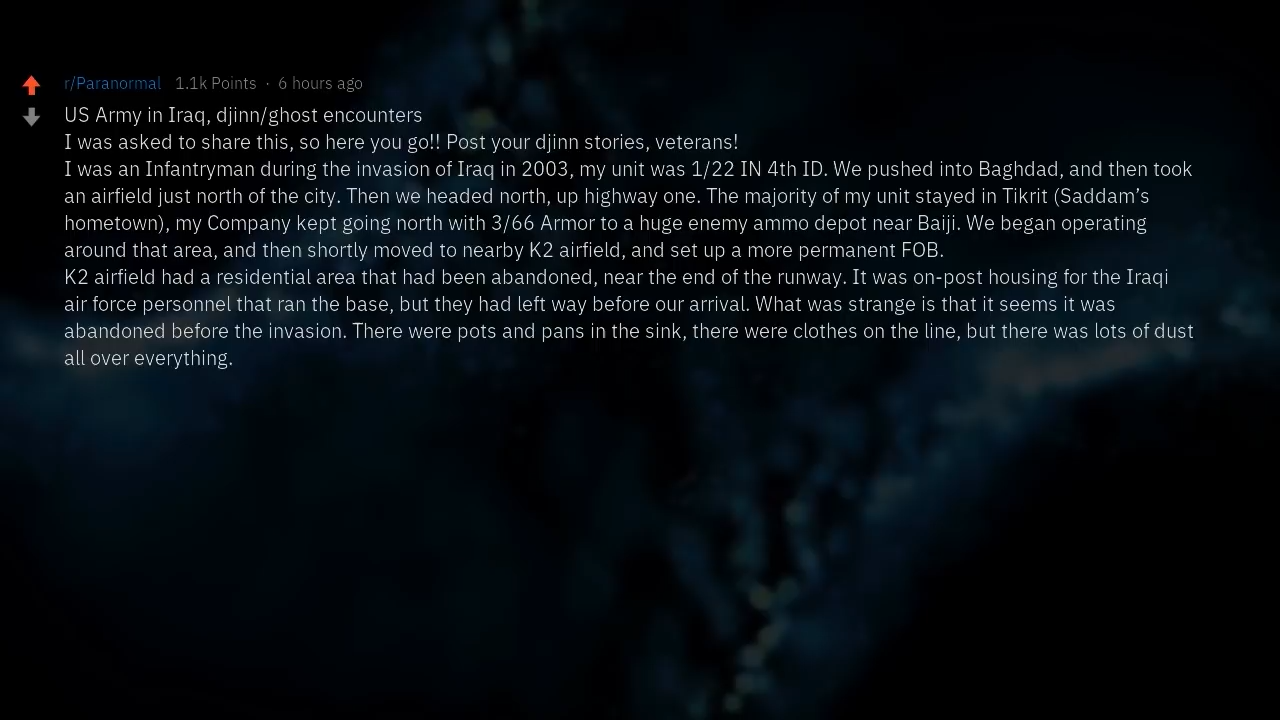 r/Paranormal 1.1k Points · 6 hours ago
US Army in Iraq, djinn/ghost encounters
I was asked to share this, so here you go!! Post your djinn stories, veterans!
I was an Infantryman during the invasion of Iraq in 2003, my unit was 1/22 IN 4th ID. We pushed into Baghdad, and then took
an airfield just north of the city. Then we headed north, up highway one. The majority of my unit stayed in Tikrit (Saddam’s
hometown), my Company kept going north with 3/66 Armor to a huge enemy ammo depot near Baiji. We began operating
around that area, and then shortly moved to nearby K2 airfield, and set up a more permanent FOB.
K2 airfield had a residential area that had been abandoned, near the end of the runway. It was on-post housing for the Iraqi
air force personnel that ran the base, but they had left way before our arrival. What was strange is that it seems it was
abandoned before the invasion. There were pots and pans in the sink, there were clothes on the line, but there was lots of dust
all over everything.